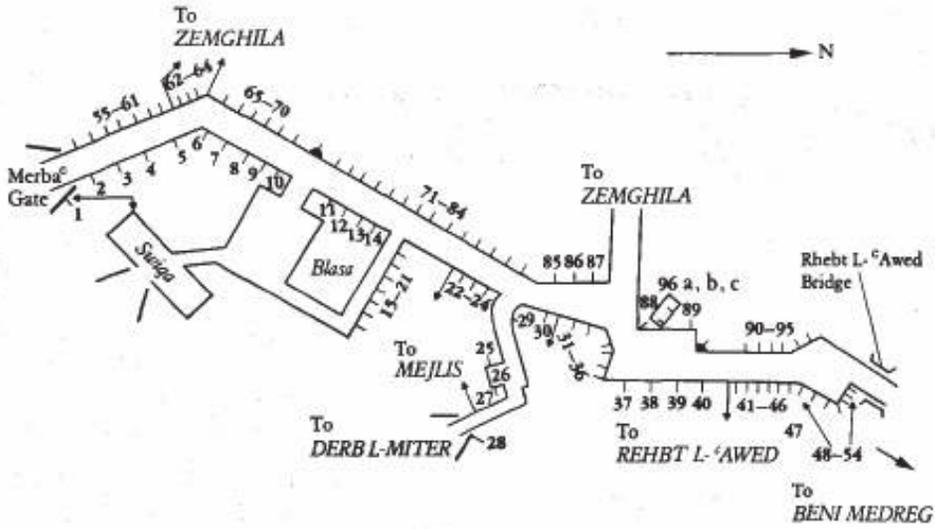 To
ZEMGHILA
N
62–64
55–61
65–70
Merbaᶜ
Gate
1
2
3
4
5
6
7
8
9
10
Swiqa
11
12
13
14
Blasa
15–21
71–84
22–24
To
ZEMGHILA
85 86 87
96 a, b, c
88
89
Rhebt L-ᶜAwed
Bridge
90–95
29
30
31–36
25
26
27
28
To
MEJLIS
To
DERB L-MITER
37 38 39 40
41–46
47
48–54
To
REHBT L-ᶜAWED
To
BENI MEDREG